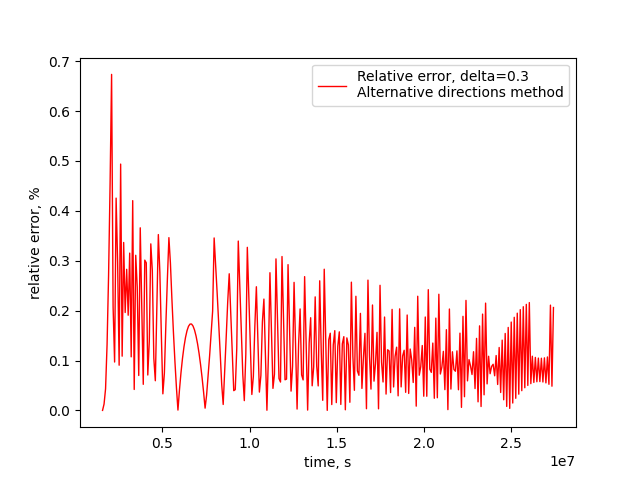 Relative error, delta=0.3
Alternative directions method
relative error, %
0.7
0.6
0.5
0.4
0.3
0.2
0.1
0.0
0.5
1.0
1.5
2.0
2.5
1e7
time, s